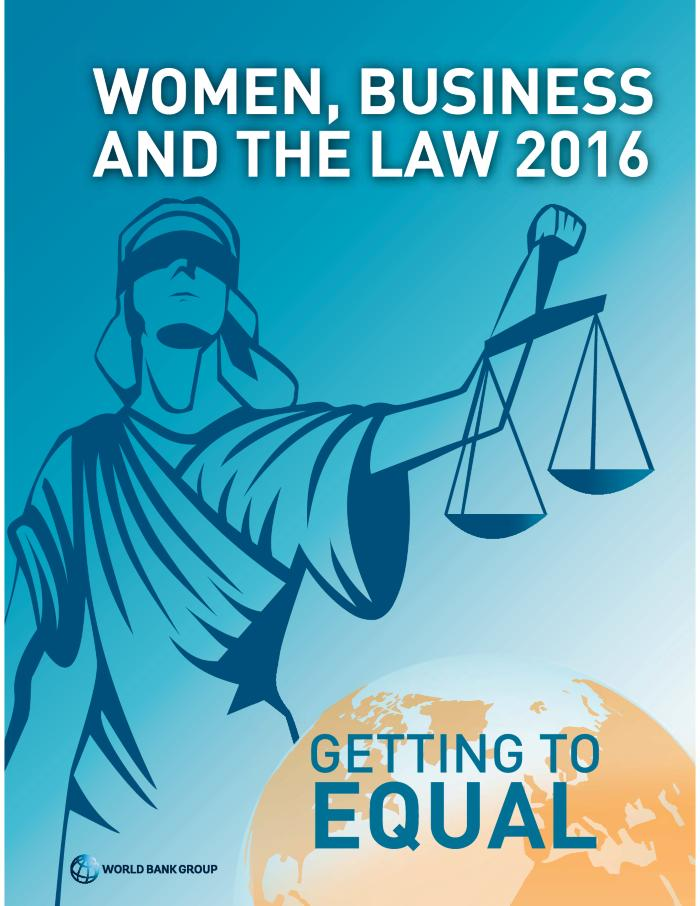 WOMEN, BUSINESS
AND THE LAW 2016
GETTING TO
EQUAL
WORLD BANK GROUP